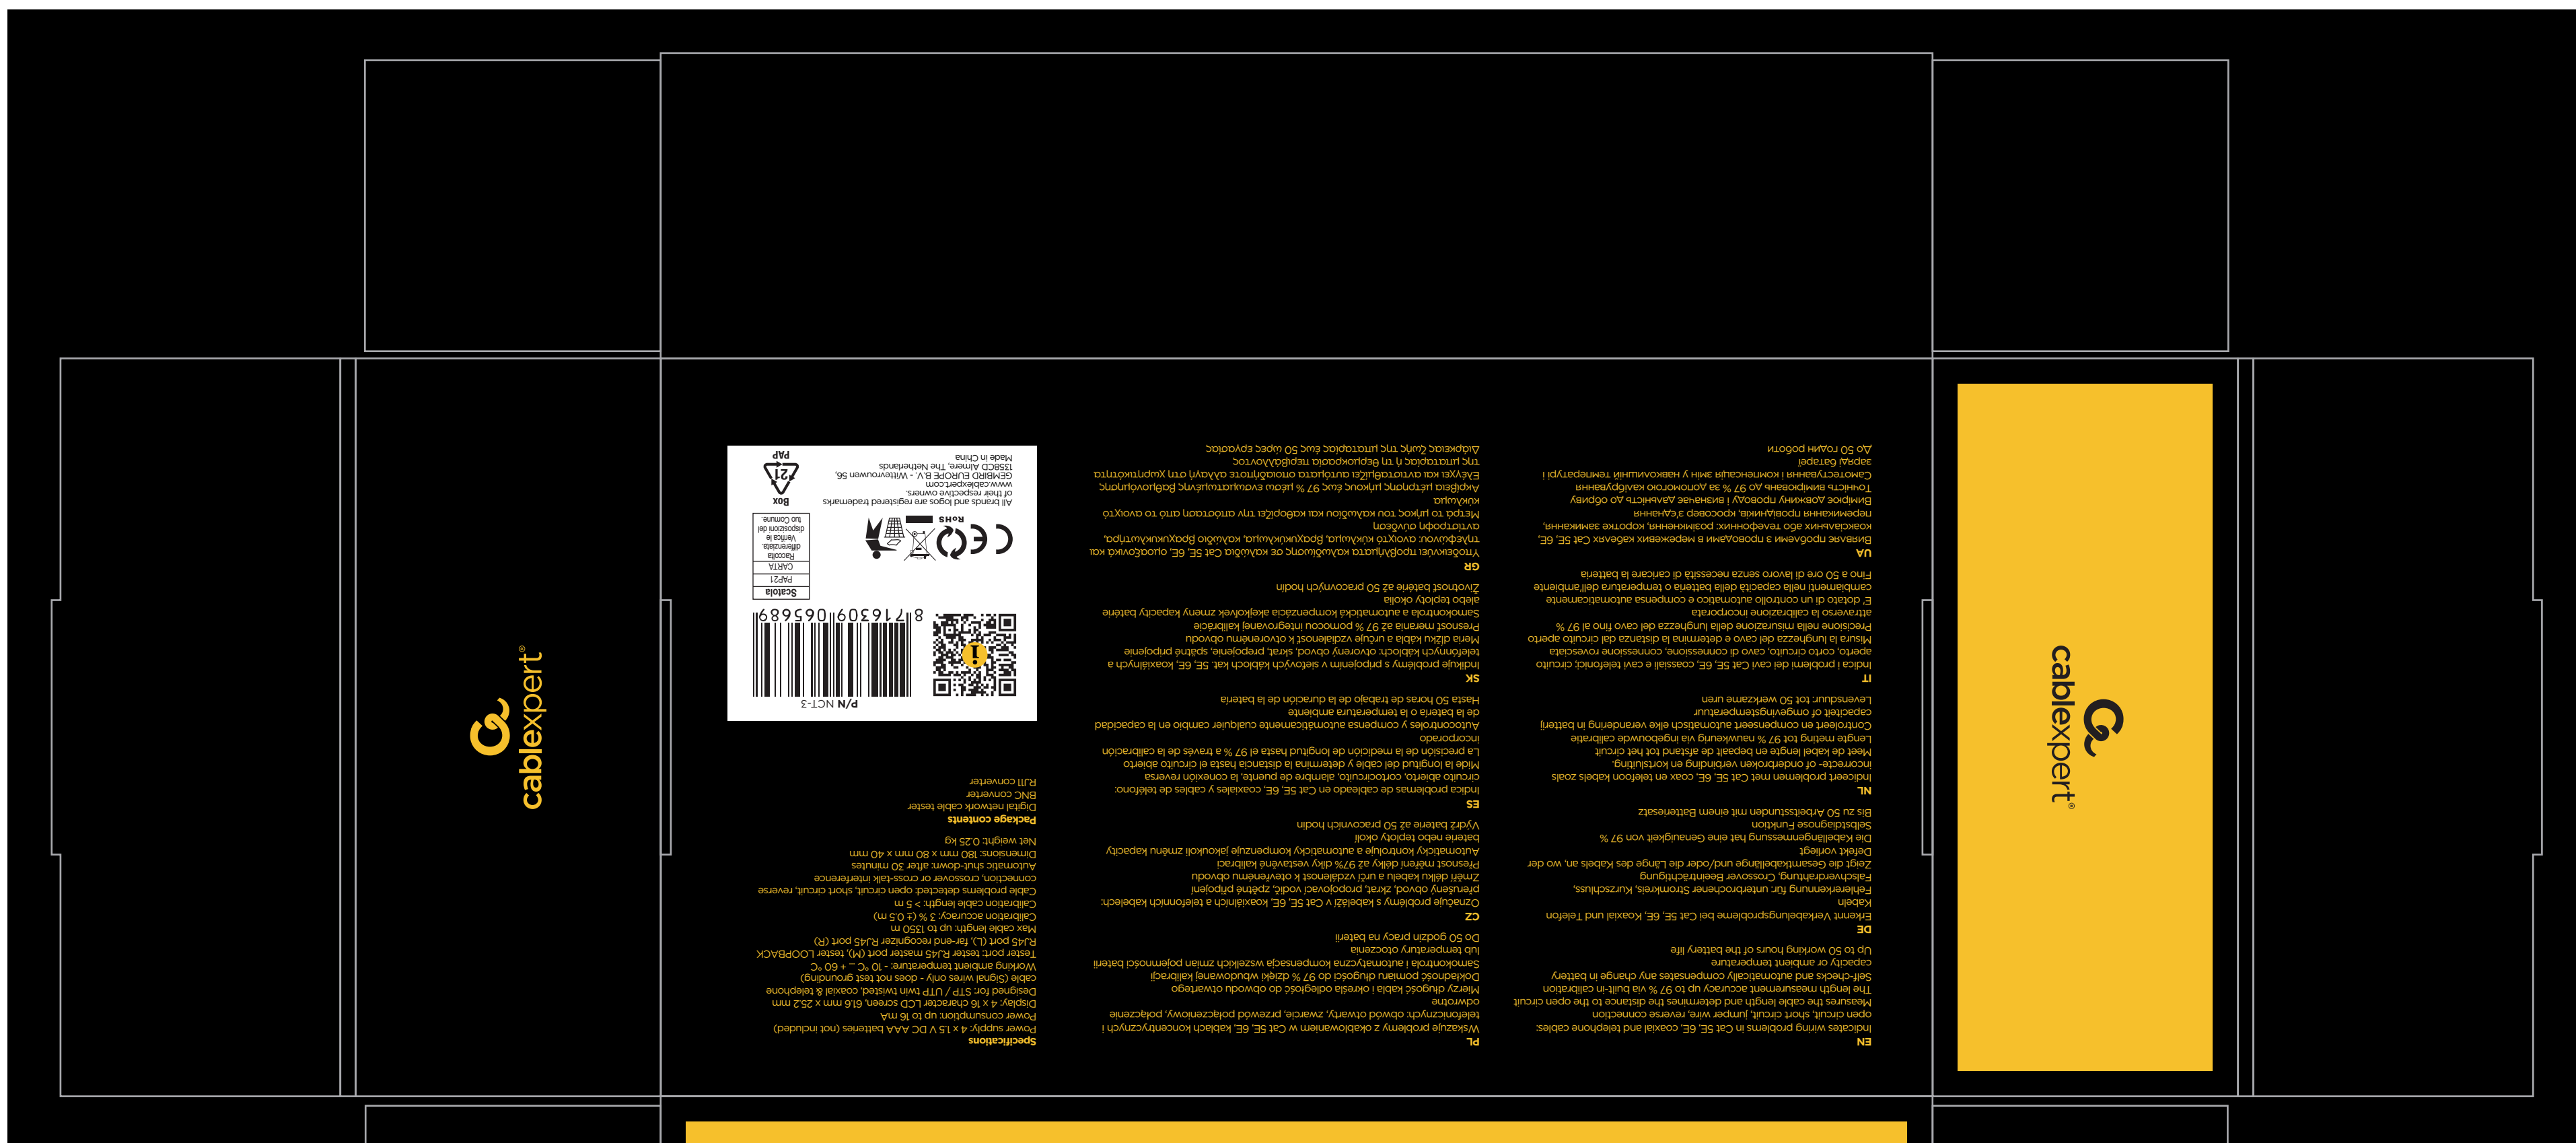 EN
Indicates wiring problems in Cat 5E, 6E, coaxial and telephone cables:
open circuit, short circuit, jumper wire, reverse connection
Measures the cable length and determines the distance to the open circuit
The length measurement accuracy up to 97 % via built-in calibration
Self-checks and automatically compensates any change in battery
capacity or ambient temperature
Up to 50 working hours of the battery life
DE
Erkennt Verkabelungsprobleme bei Cat 5E, 6E, Koaxial und Telefon
Kabeln
Fehlererkennung für: unterbrochener Stromkreis, Kurzschluss,
Falschverdrahtung, Crossover Beeinträchtigung
Zeigt die Gesamtkabellänge und/oder die Länge des Kabels an, wo der
Defekt vorliegt
Die Kabellängenmessung hat eine Genauigkeit von 97 %
Selbstdiagnose Funktion
Bis zu 50 Arbeitsstunden mit einem Batteriesatz
NL
Indiceert problemen met Cat 5E, 6E, coax en telefoon kabels zoals
incorrecte- of onderbroken verbinding en kortsluiting.
Meet de kabel lengte en bepaalt de afstand tot het circuit
Lengte meting tot 97 % nauwkeurig via ingebouwde calibratie
Controleert en compenseert automatisch elke verandering in batterij
capaciteit of omgevingstemperatuur
Levensduur: tot 50 werkzame uren
IT
Indica i problemi dei cavi Cat 5E, 6E, coassiali e cavi telefonici; circuito
aperto, corto circuito, cavo di connessione, connessione rovesciata
Misura la lunghezza del cavo e determina la distanza dal circuito aperto
Precisione nella misurazione della lunghezza del cavo fino al 97 %
attraverso la calibrazione incorporata
E' dotato di un controllo automatico e compensa automaticamente
cambiamenti nella capacità della batteria o temperatura dell'ambiente
Fino a 50 ore di lavoro senza necessità di caricare la batteria
UA
Виявляє проблеми з проводами в мережевих кабелях Cat 5E, 6E,
коаксіальних або телефонних: розімкнення, коротке замикання,
перемикання провідників, кросовер з'єднання
Вимірює довжину проводу і визначає дальність до обриву
Точність вимірювань до 97 % за допомогою калібрування
Самотестування і компенсація змін у навколишній температурі і
заряді батареї
До 50 годин роботи
PL
Wskazuje problemy z okablowaniem w Cat 5E, 6E, kablach koncentrycznych i
telefonicznych: obwód otwarty, zwarcie, przewód połączeniowy, połączenie
odwrotne
Mierzy długość kabla i określa odległość do obwodu otwartego
Dokładność pomiaru długości do 97 % dzięki wbudowanej kalibracji
Samokontrola i automatyczna kompensacja wszelkich zmian pojemności baterii
lub temperatury otoczenia
Do 50 godzin pracy na baterii
CZ
Označuje problémy s kabeláží v Cat 5E, 6E, koaxiálních a telefonních kabelech:
přerušený obvod, zkrat, propojovací vodič, zpětné připojení
Změří délku kabelu a určí vzdálenost k otevřenému obvodu
Přesnost měření délky až 97% díky vestavěné kalibraci
Automaticky kontroluje a automaticky kompenzuje jakoukoli změnu kapacity
baterie nebo teploty okolí
Výdrž baterie až 50 pracovních hodin
ES
Indica problemas de cableado en Cat 5E, 6E, coaxiales y cables de teléfono:
circuito abierto, cortocircuito, alambre de puente, la conexión reversa
Mide la longitud del cable y determina la distancia hasta el circuito abierto
La precisión de la medición de longitud hasta el 97 % a través de la calibración
incorporado
Autocontroles y compensa automáticamente cualquier cambio en la capacidad
de la batería o la temperatura ambiente
Hasta 50 horas de trabajo de la duración de la batería
SK
Indikuje problémy s pripojením v sieťových kábloch kat. 5E, 6E, koaxiálnych a
telefónnych kábloch: otvorený obvod, skrat, prepojenie, spätné pripojenie
Meria dĺžku kábla a určuje vzdialenosť k otvorenému obvodu
Presnosť merania až 97 % pomocou integrovanej kalibrácie
Samokontrola a automatická kompenzácia akejkoľvek zmeny kapacity batérie
alebo teploty okolia
Životnosť batérie až 50 pracovných hodín
GR
Υποδεικνύει προβλήματα καλωδίωσης σε καλώδια Cat 5E, 6E, ομοαξονικά και
τηλεφώνου: ανοιχτό κύκλωμα, βραχυκύκλωμα, καλώδιο βραχυκυκλωτήρα,
αντίστροφη σύνδεση
Μετρά το μήκος του καλωδίου και καθορίζει την απόσταση από το ανοιχτό
κύκλωμα
Ακρίβεια μέτρησης μήκους έως 97 % μέσω ενσωματωμένης βαθμονόμησης
Ελέγχει και αντισταθμίζει αυτόματα οποιαδήποτε αλλαγή στη χωρητικότητα
της μπαταρίας ή τη θερμοκρασία περιβάλλοντος
Διάρκειας ζωής της μπαταρίας έως 50 ώρες εργασίας
Specifications
Power supply: 4 x 1.5 V DC AAA batteries (not included)
Power consumption: up to 16 mA
Display: 4 x 16 character LCD screen, 61.6 mm x 25.2 mm
Designed for: STP / UTP twin twisted, coaxial & telephone
cable (Signal wires only - does not test grounding)
Working ambient temperature: - 10 °C ... + 60 °C
Tester port: tester RJ45 master port (M), tester LOOPBACK
RJ45 port (L), far-end recognizer RJ45 port (R)
Max cable length: up to 1350 m
Calibration accuracy: 3 % (± 0.5 m)
Calibration cable length: > 5 m
Cable problems detected: open circuit, short circuit, reverse
connection, crossover or cross-talk interference
Automatic shut-down: after 30 minutes
Dimensions: 180 mm x 80 mm x 40 mm
Net weight: 0.25 kg
Package contents
Digital network cable tester
BNC converter
RJ11 converter
P/N NCT-3
i
8 716309 065689
Scatola
PAP21
CARTA
Raccolta
differenziata.
Verifica le
disposizioni del
tuo Comune.
CE
RoHS
All brands and logos are registered trademarks
of their respective owners.
www.cablexpert.com
GEMBIRD EUROPE B.V. - Wittevrouwen 56,
1358CD Almere, The Netherlands
Made in China
Box
21
PAP
cablexpert®
cablexpert®